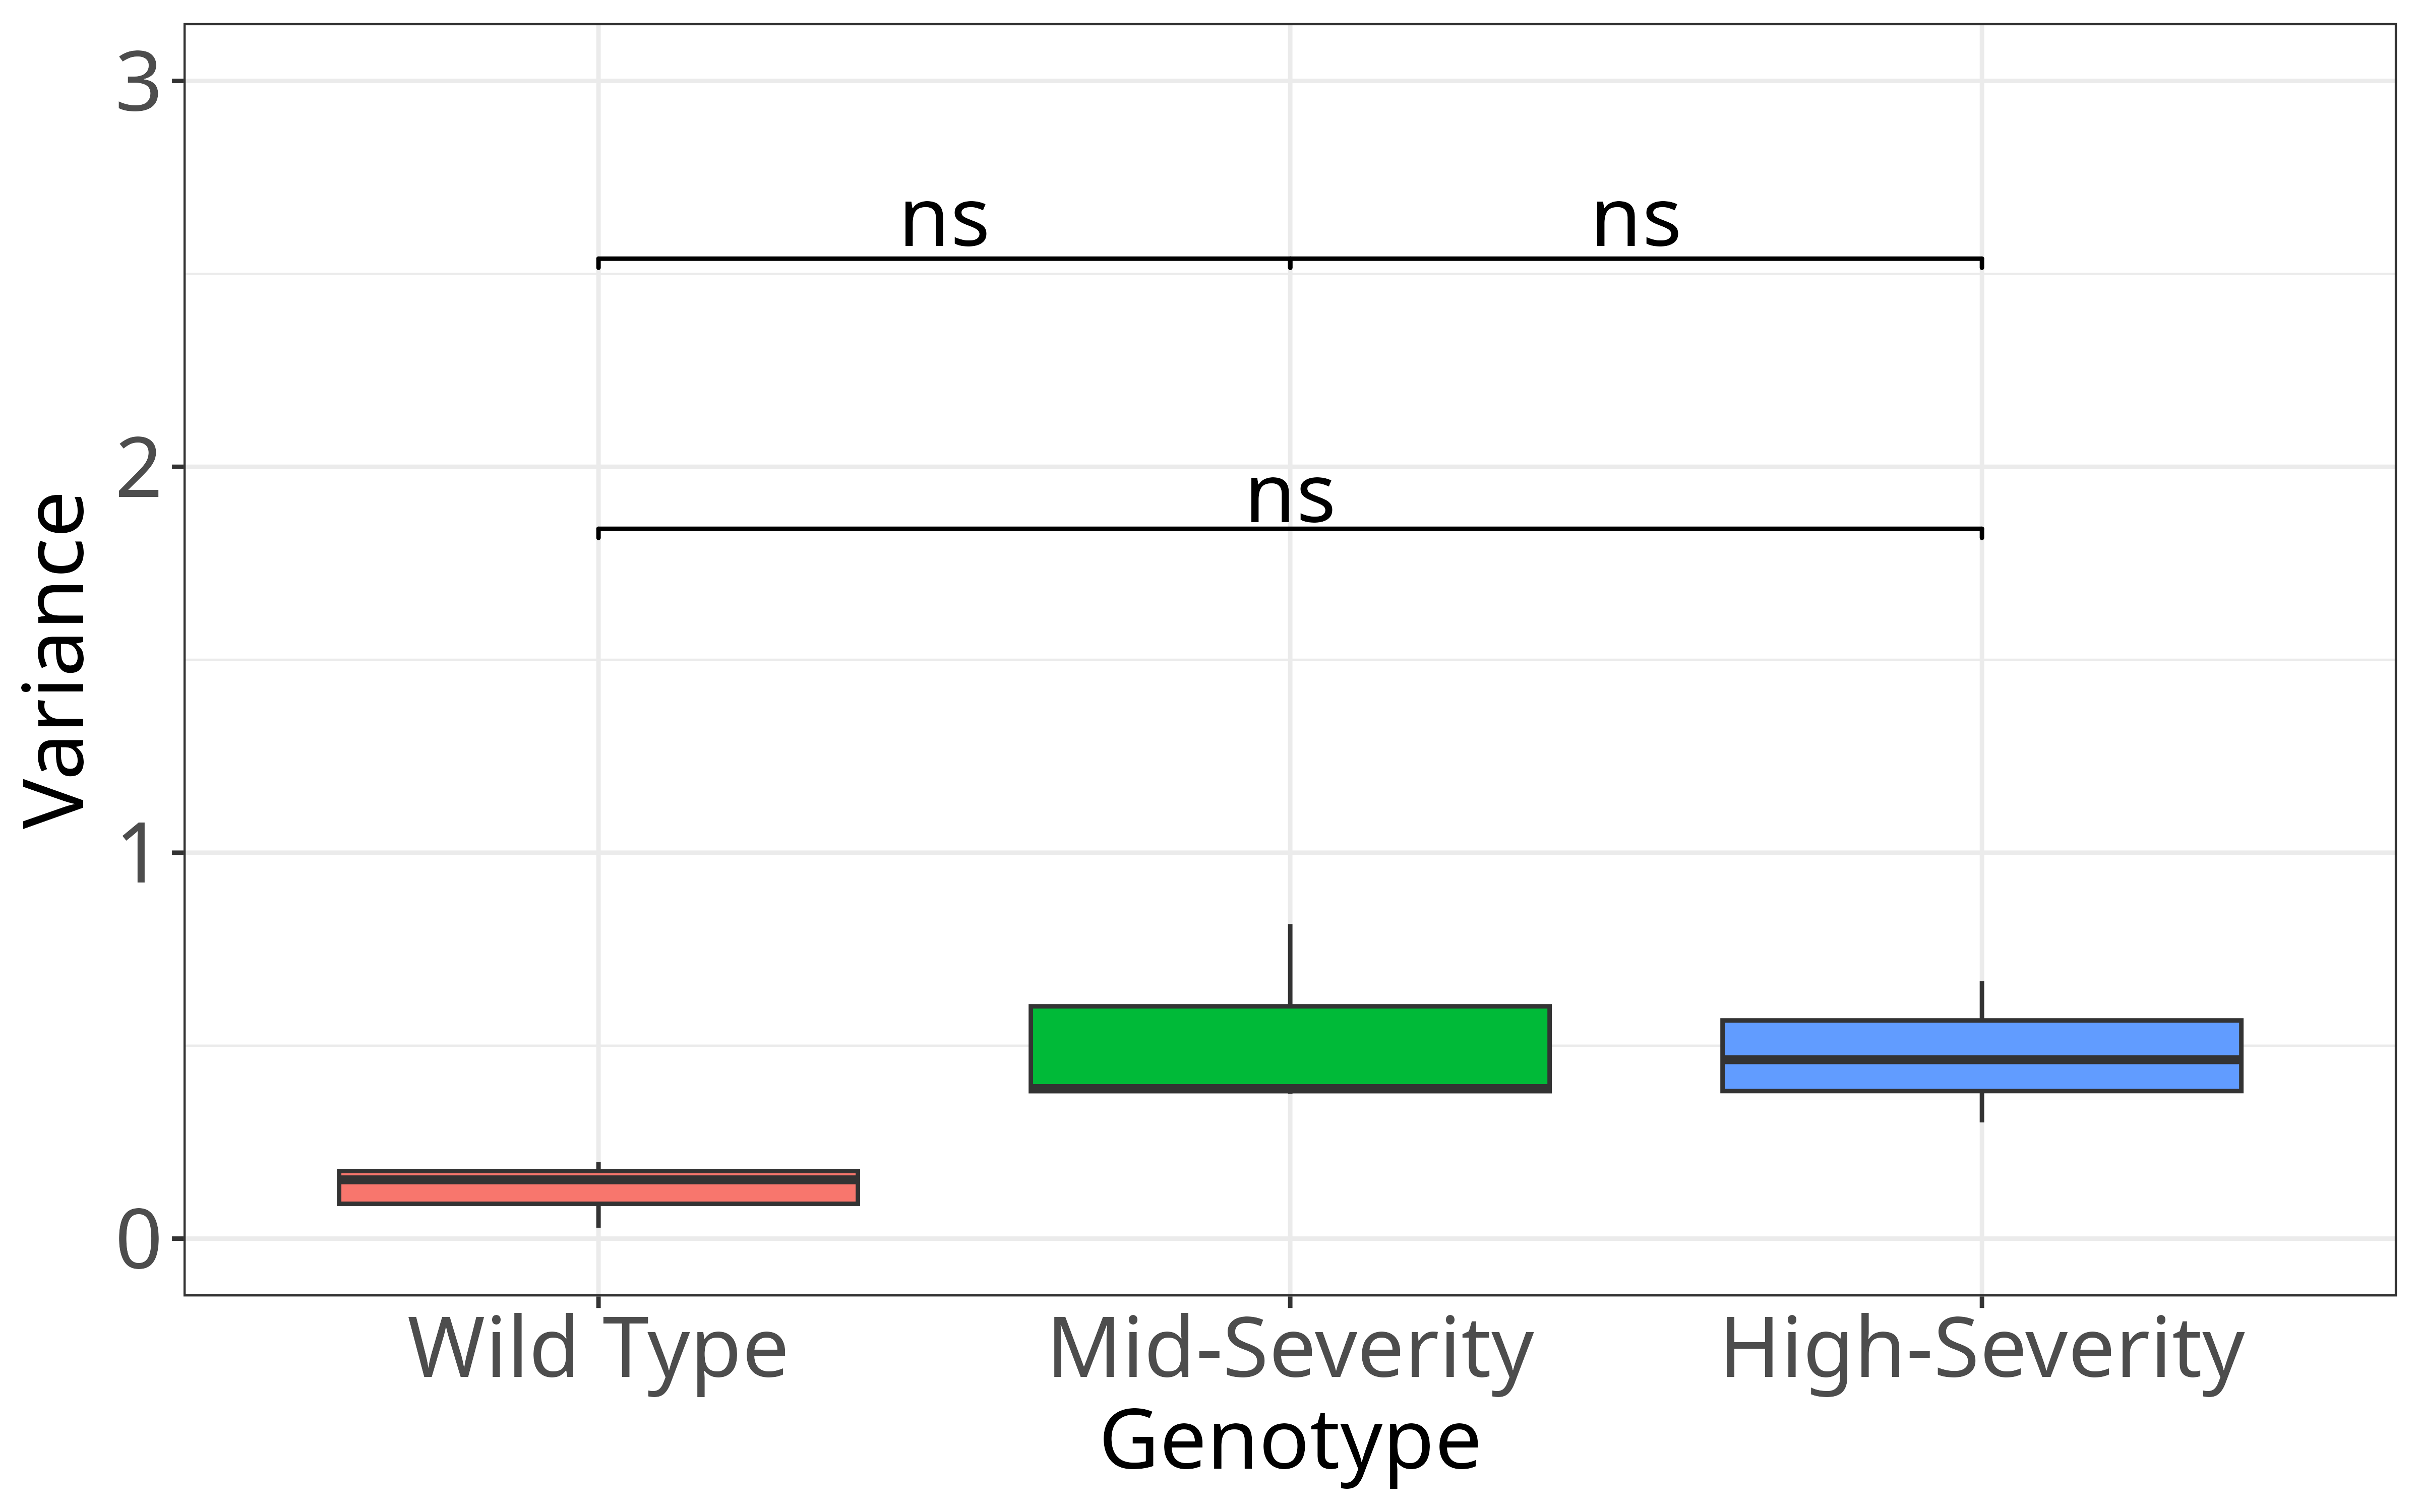 3
ns ns
2
ns
Variance
1
0
Wild Type Mid-Severity High-Severity
Genotype